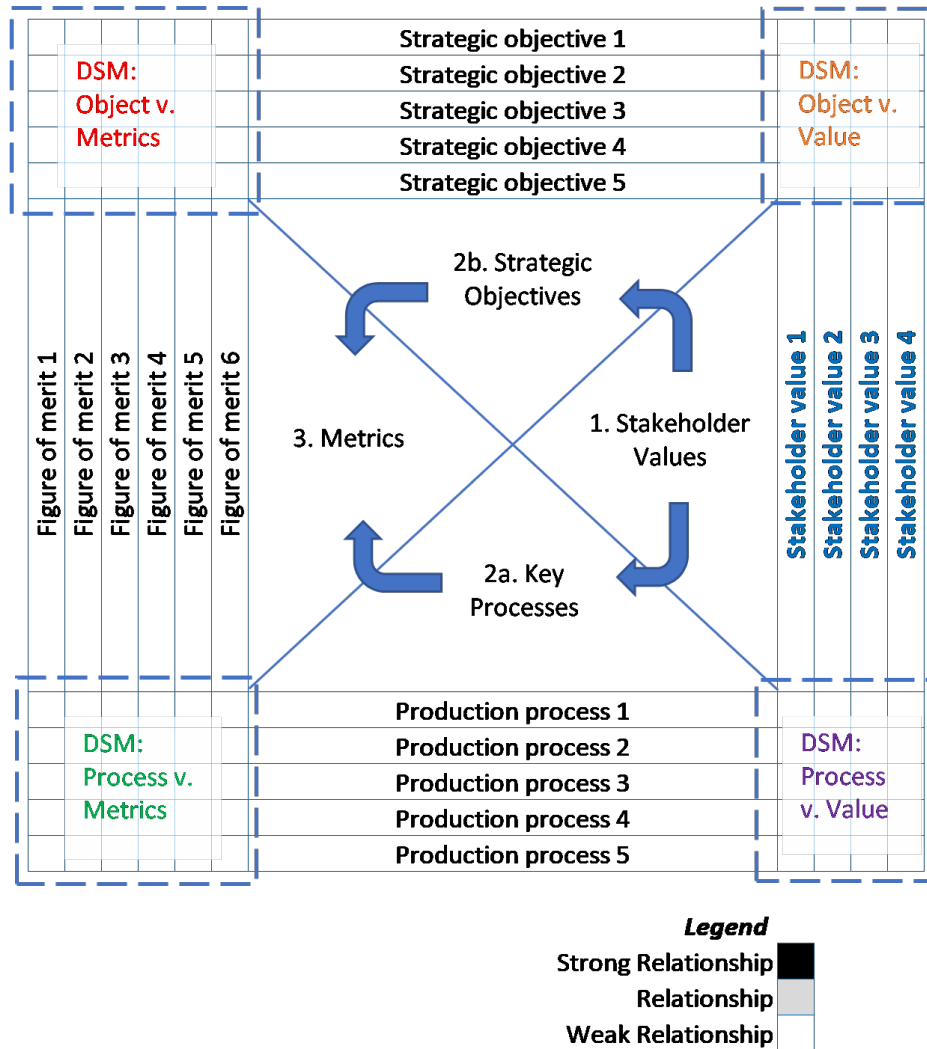 Strategic objective 1
Strategic objective 2
Strategic objective 3
Strategic objective 4
Strategic objective 5
DSM:
Object v.
Metrics
DSM:
Object v.
Value
2b. Strategic
Objectives
Figure of merit 1
Figure of merit 2
Figure of merit 3
Figure of merit 4
Figure of merit 5
Figure of merit 6
3. Metrics
1. Stakeholder
Values
Stakeholder value 1
Stakeholder value 2
Stakeholder value 3
Stakeholder value 4
2a. Key
Processes
DSM:
Process v.
Metrics
Production process 1
Production process 2
Production process 3
Production process 4
Production process 5
DSM:
Process
v. Value
Legend
Strong Relationship
Relationship
Weak Relationship